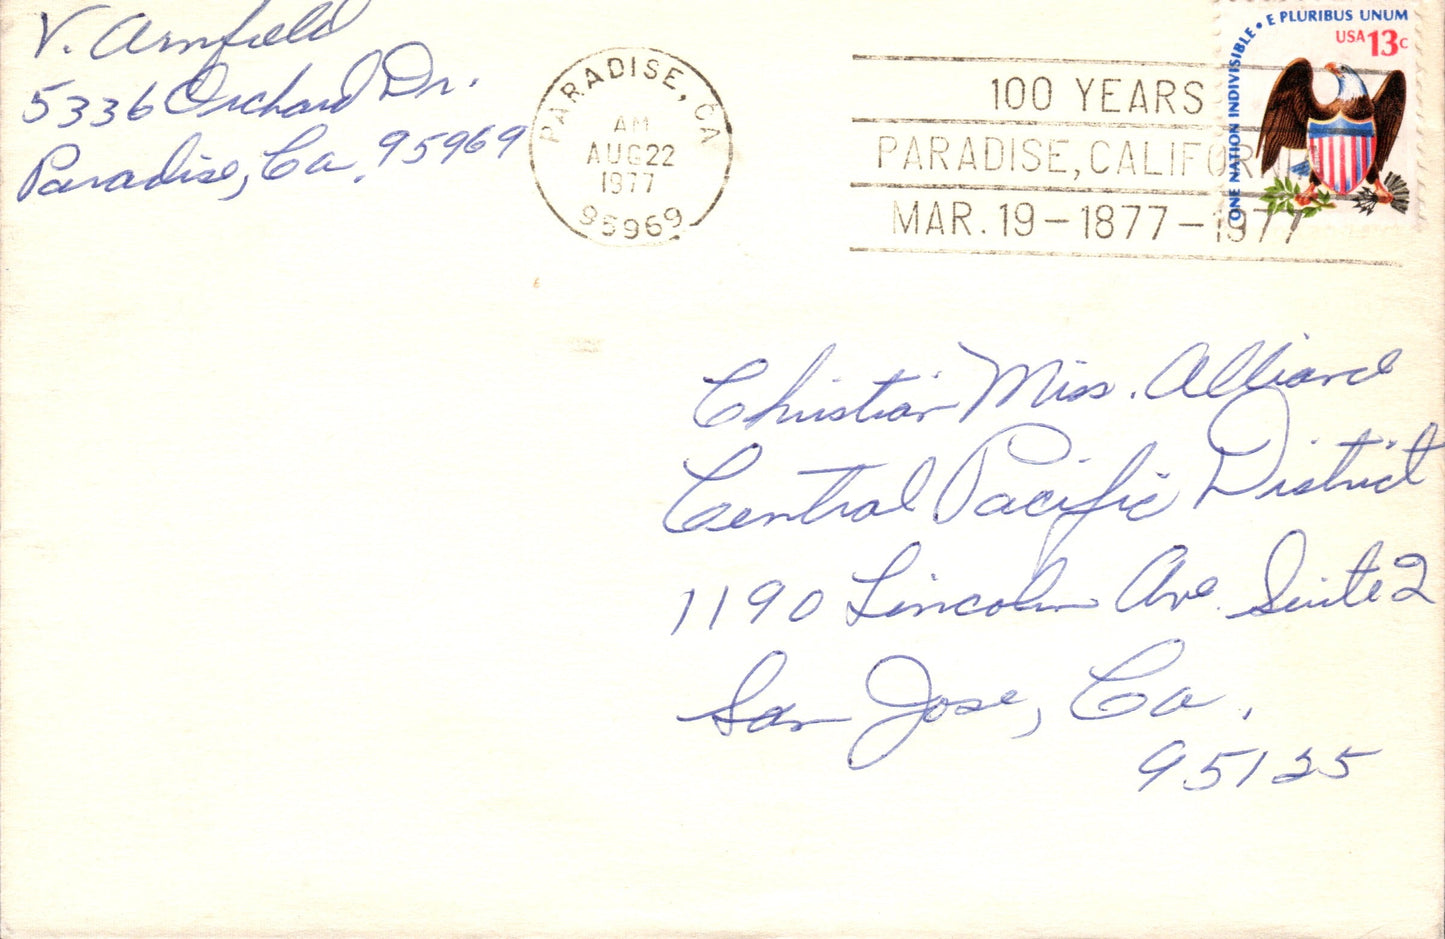 V. Arnfield
5336 Orchard Dr.
Paradise, Ca. 95969
PARADISE, CA
AM
AUG 22
1977
95969
100 YEARS
PARADISE, CALIFORNIA
MAR. 19 - 1877 - 1977
ONE NATION INDIVISIBLE • E PLURIBUS UNUM
USA 13c
Christian Miss. Alliance
Central Pacific District
1190 Lincoln Ave. Suite 2
San Jose, Ca.
95125